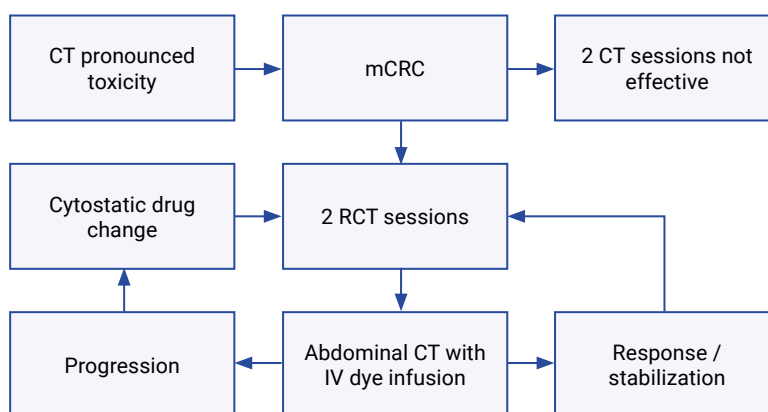 CT pronounced
toxicity
mCRC
2 CT sessions not
effective
Cytostatic drug
change
2 RCT sessions
Progression
Abdominal CT with
IV dye infusion
Response /
stabilization